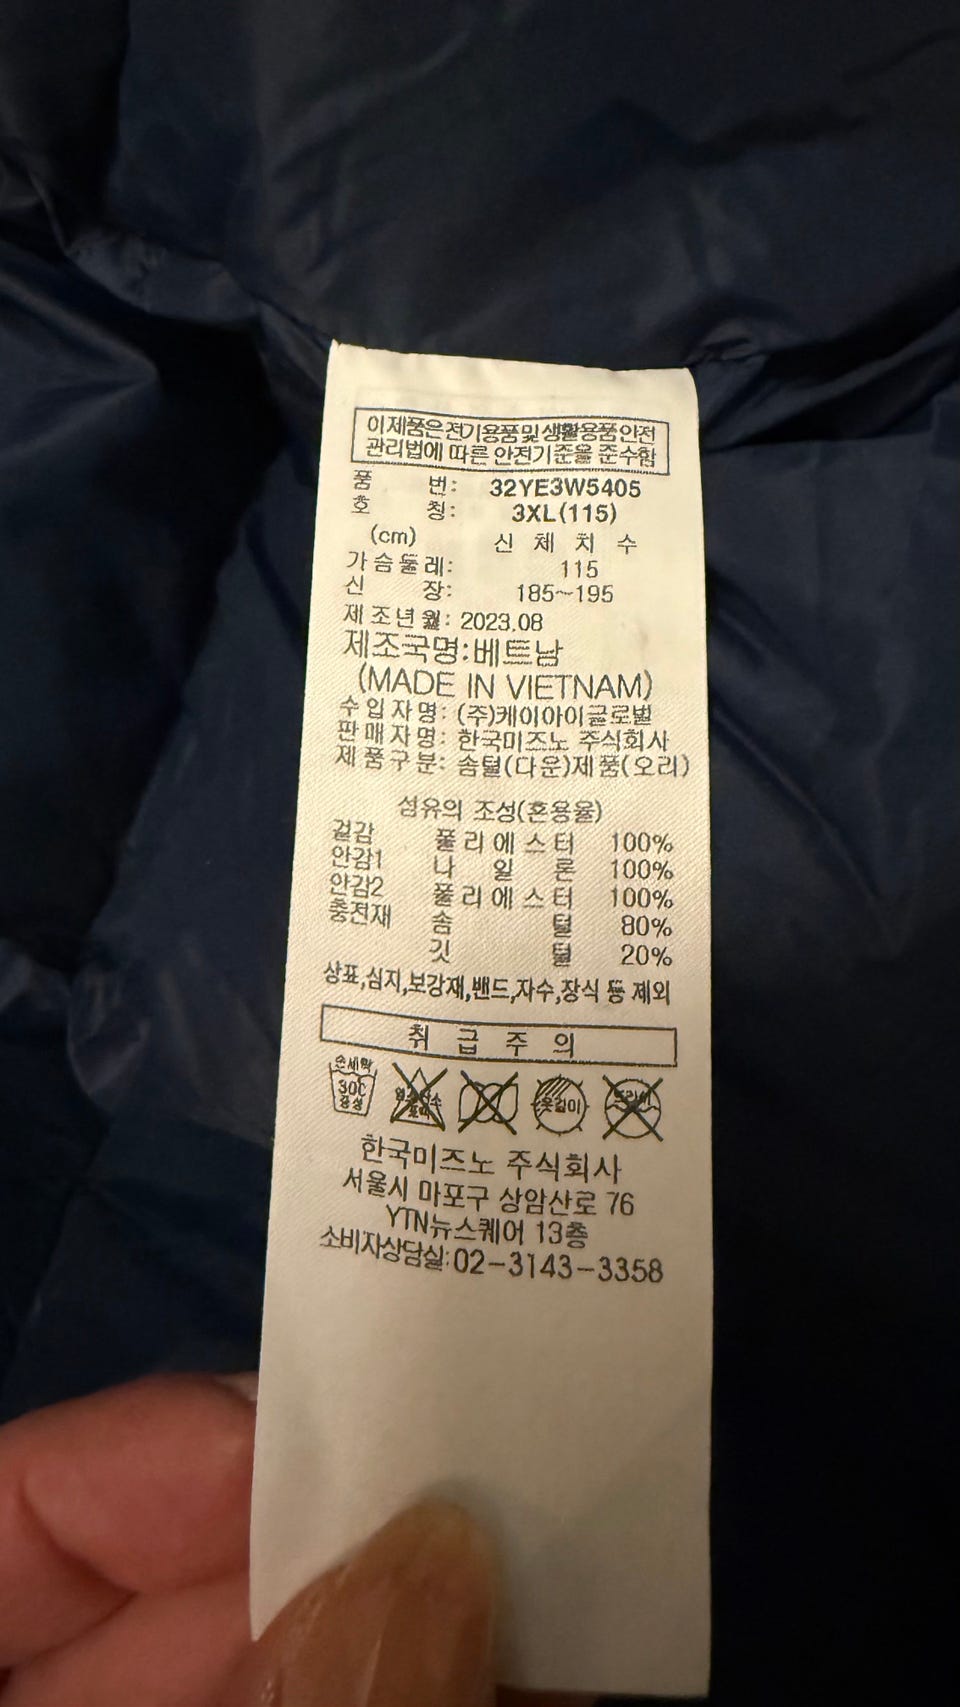 이 제품은 전기용품 및 생활용품 안전
관리법에 따른 안전기준을 준수함
품 번: 32YE3W5405
호 칭: 3XL(115)
(cm) 신 체 치 수
가슴둘레: 115
신 장: 185~195
제조년월: 2023.08
제조국명:베트남
(MADE IN VIETNAM)
수입자명: (주)케이아이글로벌
판매자명: 한국미즈노 주식회사
제품구분: 솜털(다운)제품(오리)
섬유의 조성(혼용율)
겉감 폴리에스터 100%
안감1 나 일 론 100%
안감2 폴리에스터 100%
충전재 솜 털 80%
깃 털 20%
상표,심지,보강재,밴드,자수,장식 등 제외
취 급 주 의
손세탁
30C
중성
염소표백
옷걸이
드라이
한국미즈노 주식회사
서울시 마포구 상암산로 76
YTN뉴스퀘어 13층
소비자상담실:02-3143-3358